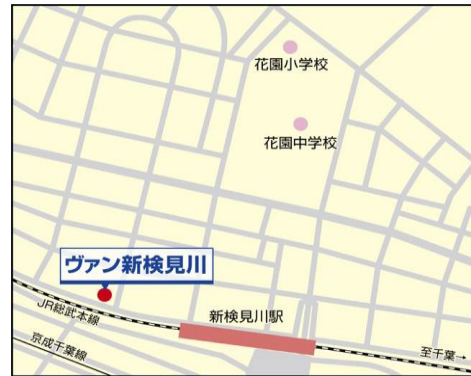 花園小学校
花園中学校
ヴァン新検見川
JR総武本線
新検見川駅
京成千葉線
至千葉→